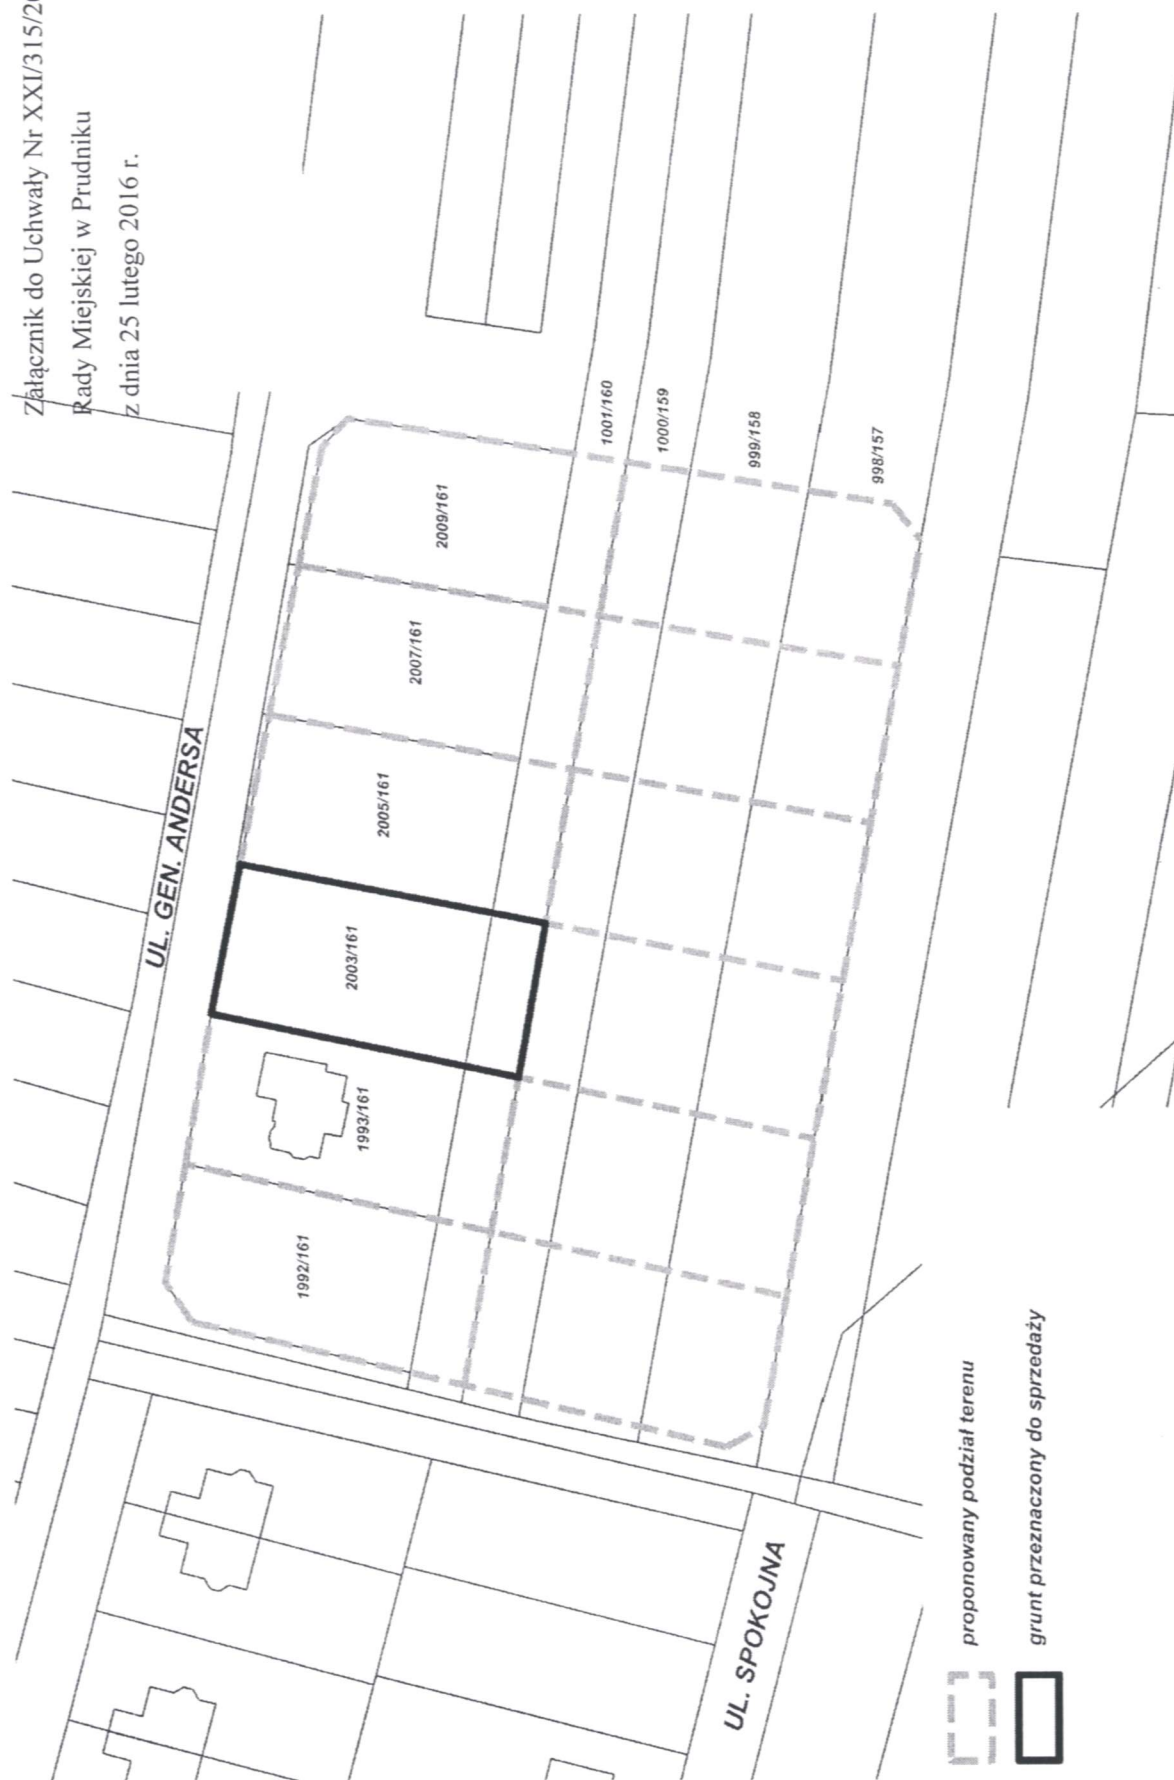 Załącznik do Uchwały Nr XXI/315/20
Rady Miejskiej w Prudniku
z dnia 25 lutego 2016 r.
UL. GEN. ANDERSA
1992/161
1993/161
2003/161
2005/161
2007/161
2009/161
1001/160
1000/159
999/158
998/157
UL. SPOKOJNA
proponowany podział terenu
grunt przeznaczony do sprzedaży